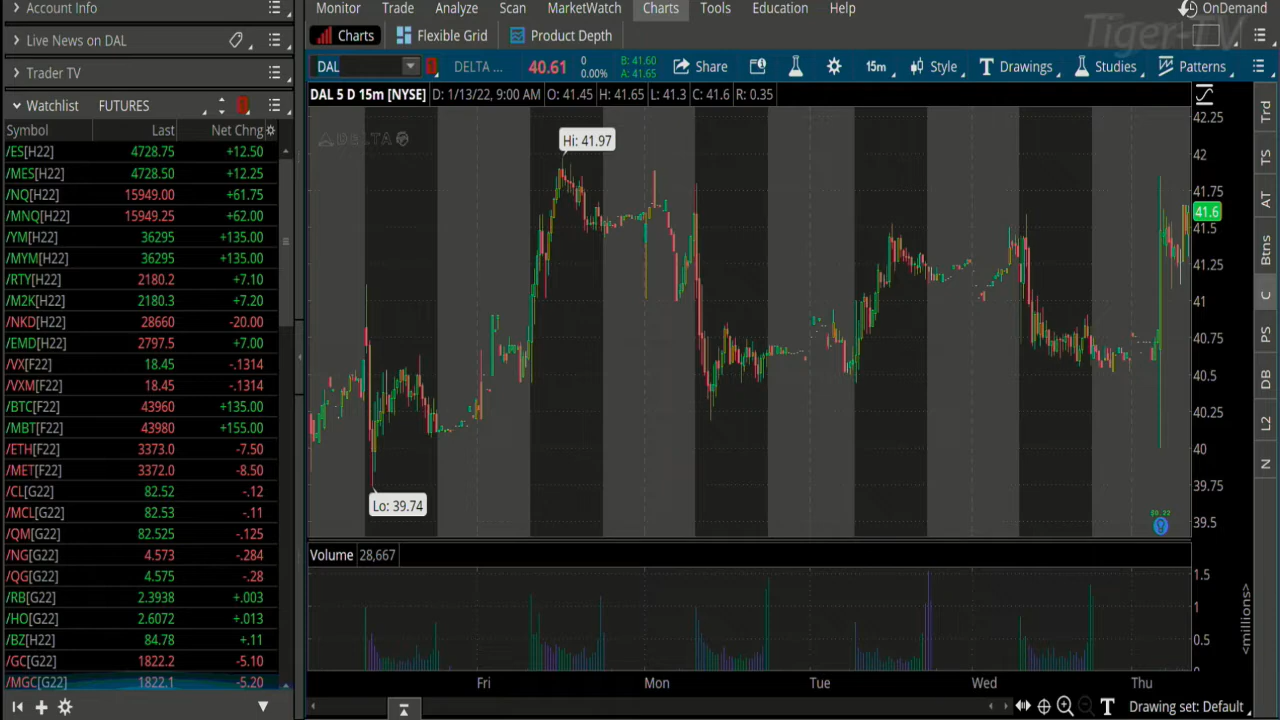 Account Info
Live News on DAL
Trader TV
Watchlist FUTURES
Symbol Last Net Chng
/ES[H22] 4728.75 +12.50
/MES[H22] 4728.50 +12.25
/NQ[H22] 15949.00 +61.75
/MNQ[H22] 15949.25 +62.00
/YM[H22] 36295 +135.00
/MYM[H22] 36295 +135.00
/RTY[H22] 2180.2 +7.10
/M2K[H22] 2180.3 +7.20
/NKD[H22] 28660 -20.00
/EMD[H22] 2797.5 +7.00
/VX[F22] 18.45 -.1314
/VXM[F22] 18.45 -.1314
/BTC[F22] 43960 +135.00
/MBT[F22] 43980 +155.00
/ETH[F22] 3373.0 -7.50
/MET[F22] 3372.0 -8.50
/CL[G22] 82.52 -.12
/MCL[G22] 82.53 -.11
/QM[G22] 82.525 -.125
/NG[G22] 4.573 -.284
/QG[G22] 4.575 -.28
/RB[G22] 2.3938 +.003
/HO[G22] 2.6072 +.013
/BZ[H22] 84.78 +.11
/GC[G22] 1822.2 -5.10
/MGC[G22] 1822.1 -5.20
Monitor Trade Analyze Scan MarketWatch Charts Tools Education Help OnDemand
Tiger-TV
Charts Flexible Grid Product Depth
DAL DELTA ... 40.61 0 0.00% B: 41.60 A: 41.65 Share 15m Style Drawings Studies Patterns
DAL 5 D 15m [NYSE] D: 1/13/22, 9:00 AM O: 41.45 H: 41.65 L: 41.3 C: 41.6 R: 0.35
DELTA
Hi: 41.97
Lo: 39.74
42.25
42
41.75
41.6
41.5
41.25
41
40.75
40.5
40.25
40
39.75
39.5
Volume 28,667
1.5
1
0.5
0
<millions>
Fri Mon Tue Wed Thu
Drawing set: Default
Trd
TS
AT
Btns
C
PS
DB
L2
N